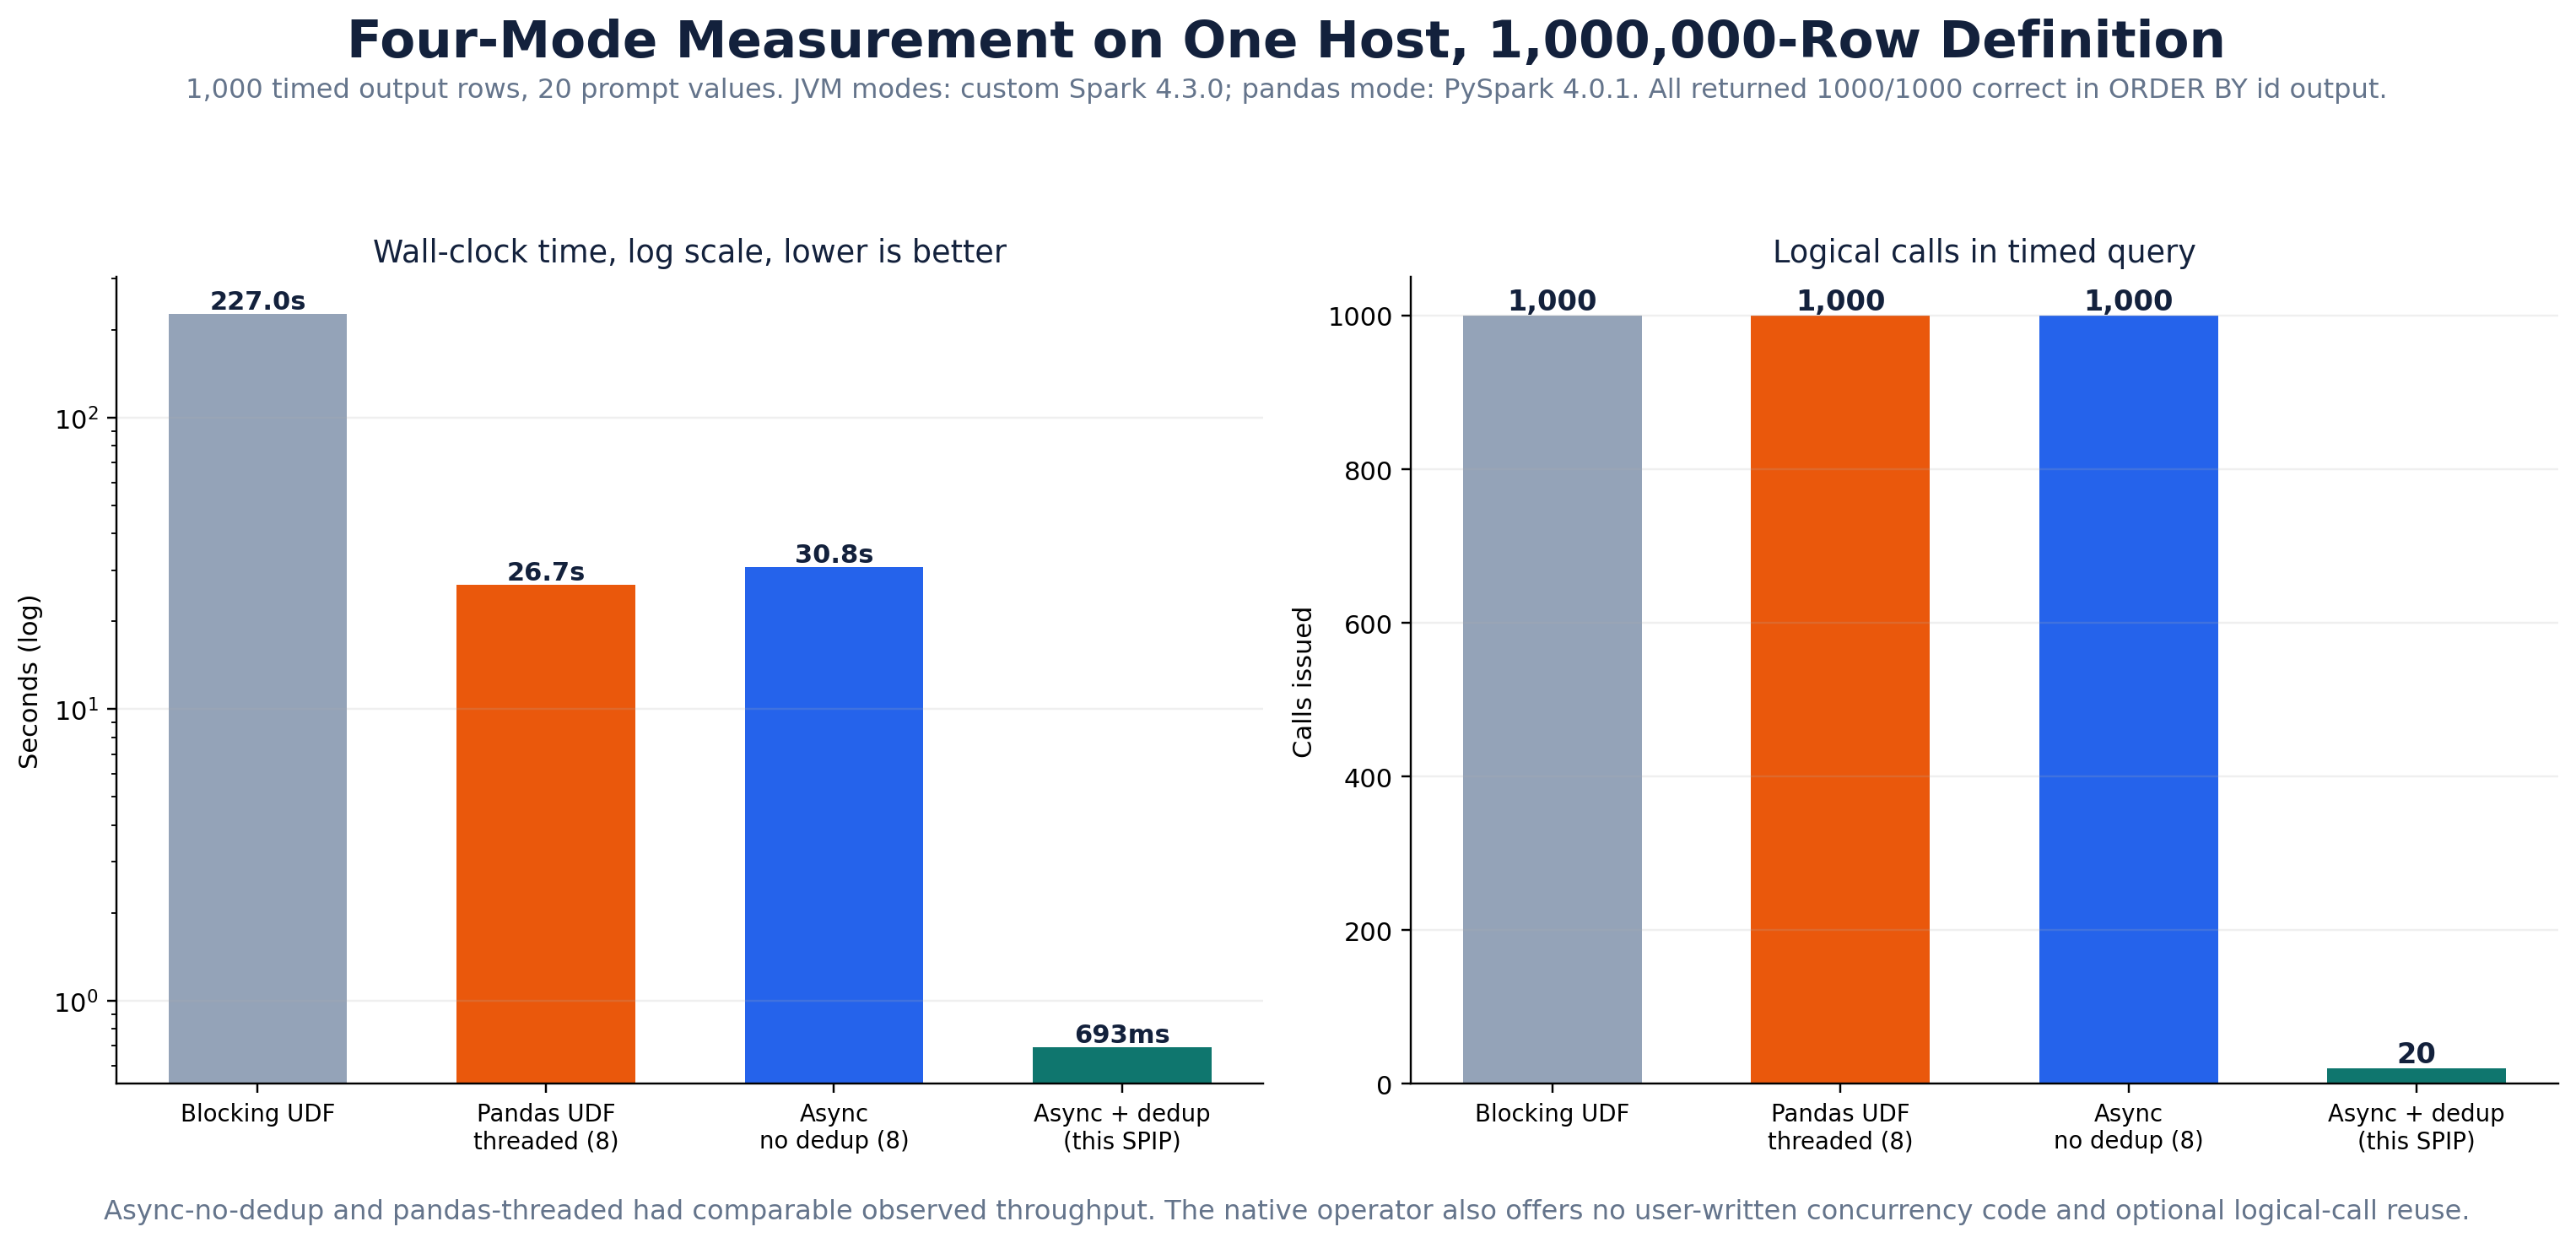 Four-Mode Measurement on One Host, 1,000,000-Row Definition
1,000 timed output rows, 20 prompt values. JVM modes: custom Spark 4.3.0; pandas mode: PySpark 4.0.1. All returned 1000/1000 correct in ORDER BY id output.
Wall-clock time, log scale, lower is better
Seconds (log)
10²
10¹
10⁰
227.0s
26.7s
30.8s
693ms
Blocking UDF
Pandas UDF
threaded (8)
Async
no dedup (8)
Async + dedup
(this SPIP)
Logical calls in timed query
Calls issued
1000
800
600
400
200
0
1,000
1,000
1,000
20
Blocking UDF
Pandas UDF
threaded (8)
Async
no dedup (8)
Async + dedup
(this SPIP)
Async-no-dedup and pandas-threaded had comparable observed throughput. The native operator also offers no user-written concurrency code and optional logical-call reuse.